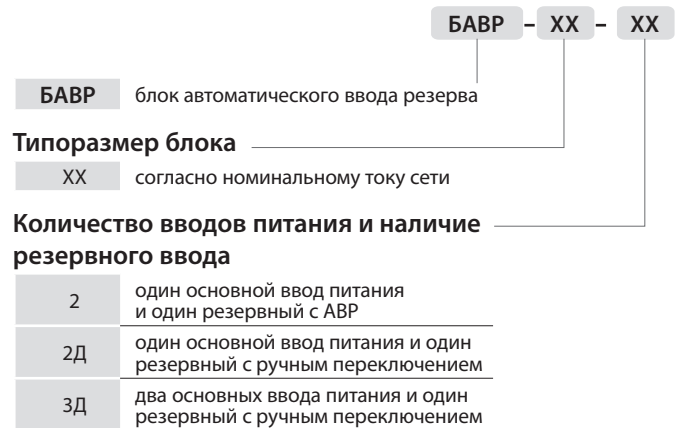 БАВР – XX – XX
БАВР блок автоматического ввода резерва
Типоразмер блока
XX согласно номинальному току сети
Количество вводов питания и наличие
резервного ввода
2 один основной ввод питания
и один резервный с АВР
2Д один основной ввод питания и один
резервный с ручным переключением
3Д два основных ввода питания и один
резервный с ручным переключением